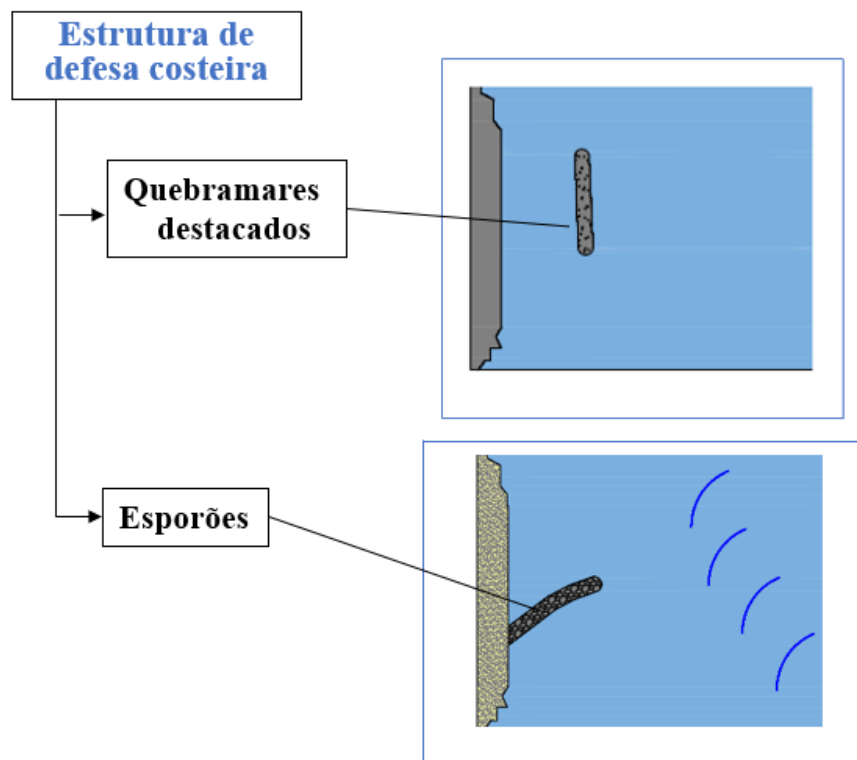 Estrutura de
defesa costeira
Quebramares
destacados
Esporões